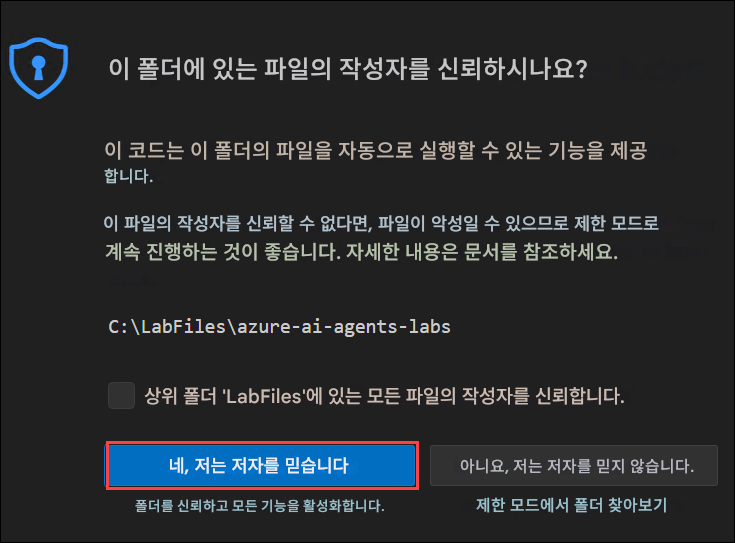 이 폴더에 있는 파일의 작성자를 신뢰하시나요?
이 코드는 이 폴더의 파일을 자동으로 실행할 수 있는 기능을 제공
합니다.
이 파일의 작성자를 신뢰할 수 없다면, 파일이 악성일 수 있으므로 제한 모드로
계속 진행하는 것이 좋습니다. 자세한 내용은 문서를 참조하세요.
C:\LabFiles\azure-ai-agents-labs
상위 폴더 'LabFiles'에 있는 모든 파일의 작성자를 신뢰합니다.
네, 저는 저자를 믿습니다
아니요, 저는 저자를 믿지 않습니다.
폴더를 신뢰하고 모든 기능을 활성화합니다.
제한 모드에서 폴더 찾아보기